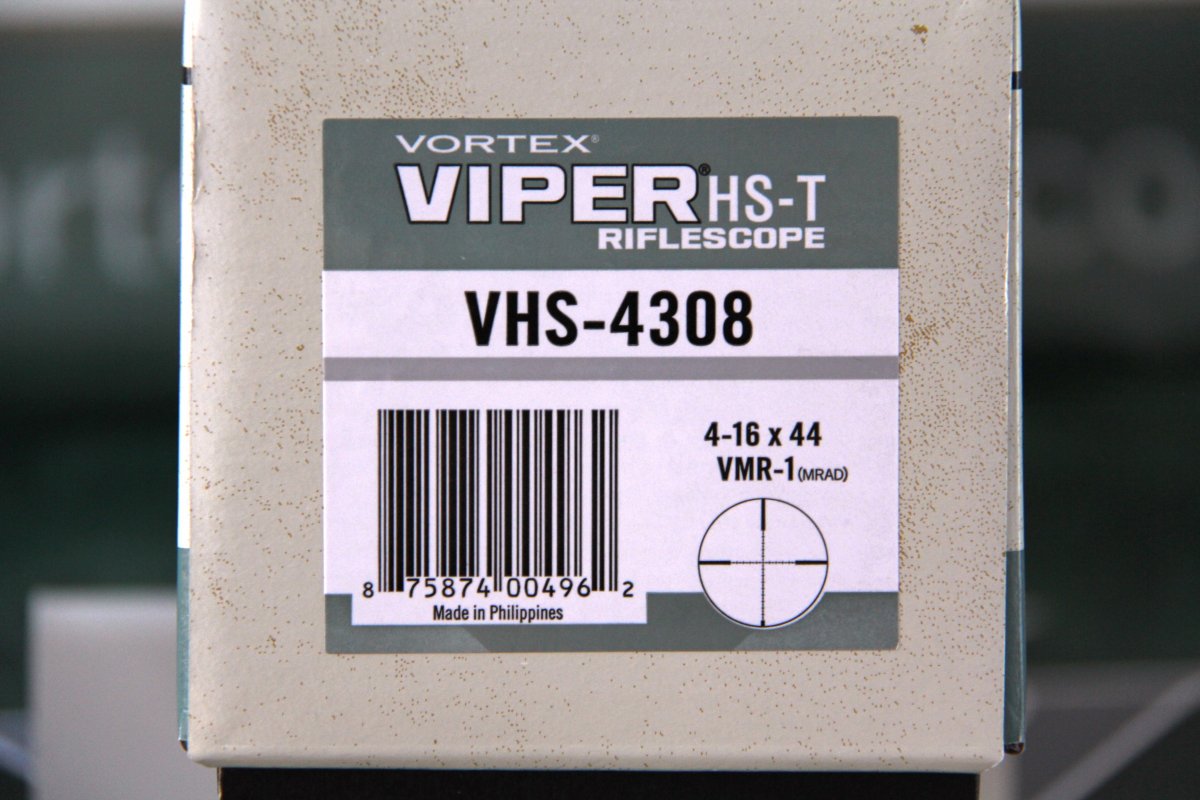 VORTEX®
VIPER® HS-T
RIFLESCOPE
VHS-4308
4-16 x 44
VMR-1 (MRAD)
8 75874 00496 2
Made in Philippines